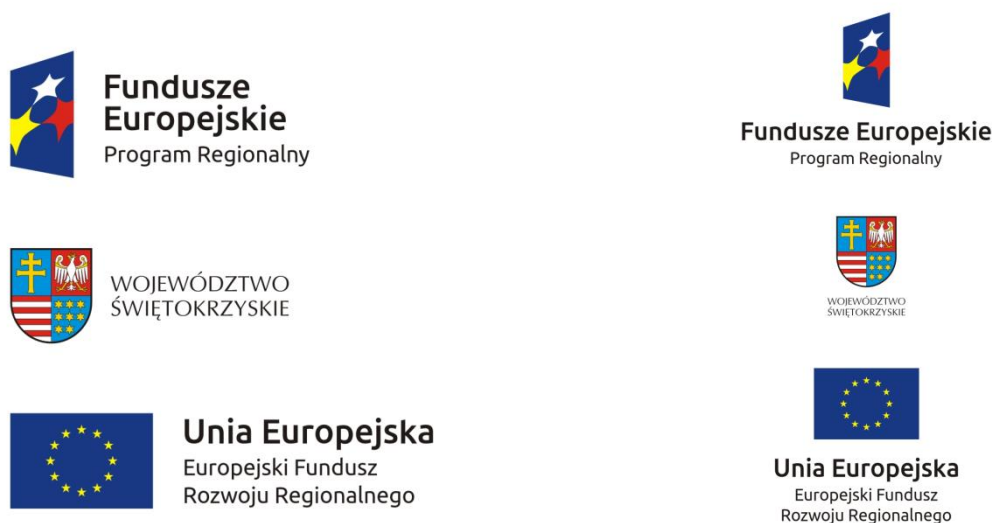 Fundusze
Europejskie
Program Regionalny
WOJEWÓDZTWO
ŚWIĘTOKRZYSKIE
Unia Europejska
Europejski Fundusz
Rozwoju Regionalnego
Fundusze Europejskie
Program Regionalny
WOJEWÓDZTWO
ŚWIĘTOKRZYSKIE
Unia Europejska
Europejski Fundusz
Rozwoju Regionalnego